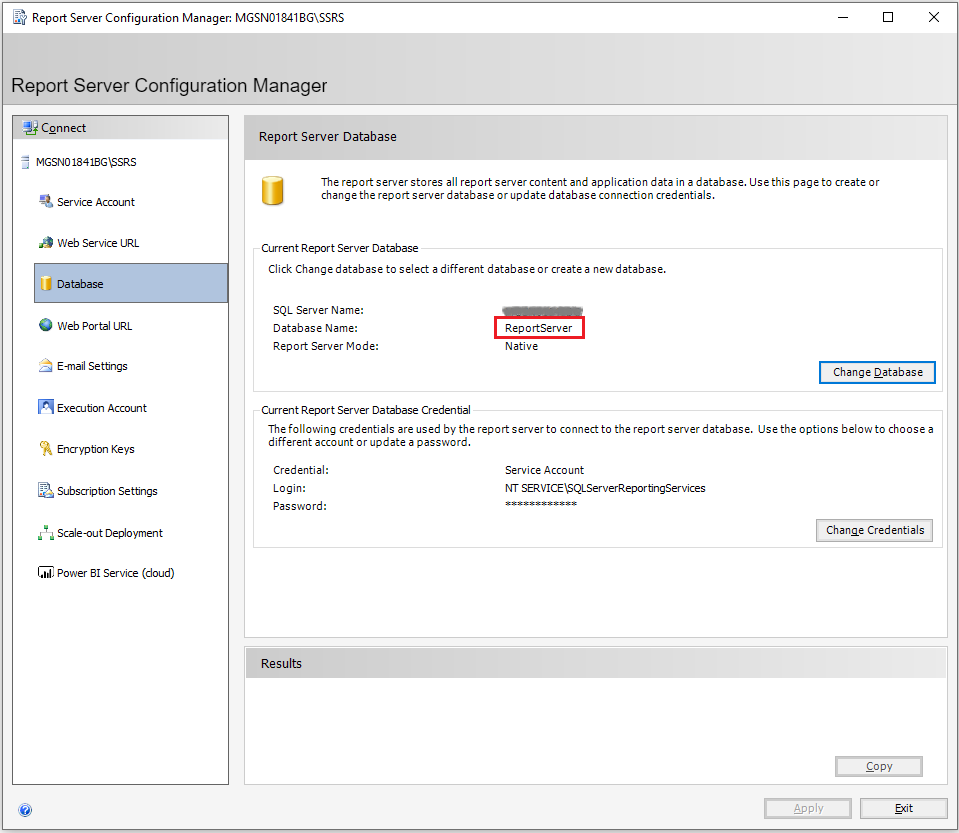 Report Server Configuration Manager: MGSN01841BG\SSRS
Report Server Configuration Manager
Connect
MGSN01841BG\SSRS
Service Account
Web Service URL
Database
Web Portal URL
E-mail Settings
Execution Account
Encryption Keys
Subscription Settings
Scale-out Deployment
Power BI Service (cloud)
Report Server Database
The report server stores all report server content and application data in a database. Use this page to create or
change the report server database or update database connection credentials.
Current Report Server Database
Click Change database to select a different database or create a new database.
SQL Server Name:
Database Name: ReportServer
Report Server Mode: Native
Change Database
Current Report Server Database Credential
The following credentials are used by the report server to connect to the report server database. Use the options below to choose a
different account or update a password.
Credential: Service Account
Login: NT SERVICE\SQLServerReportingServices
Password: ************
Change Credentials
Results
Copy
Apply
Exit